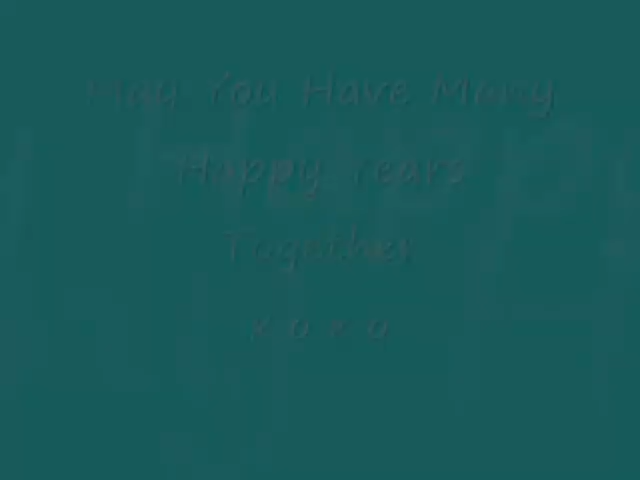 May You Have Many
Happy Years
Together
x o x o